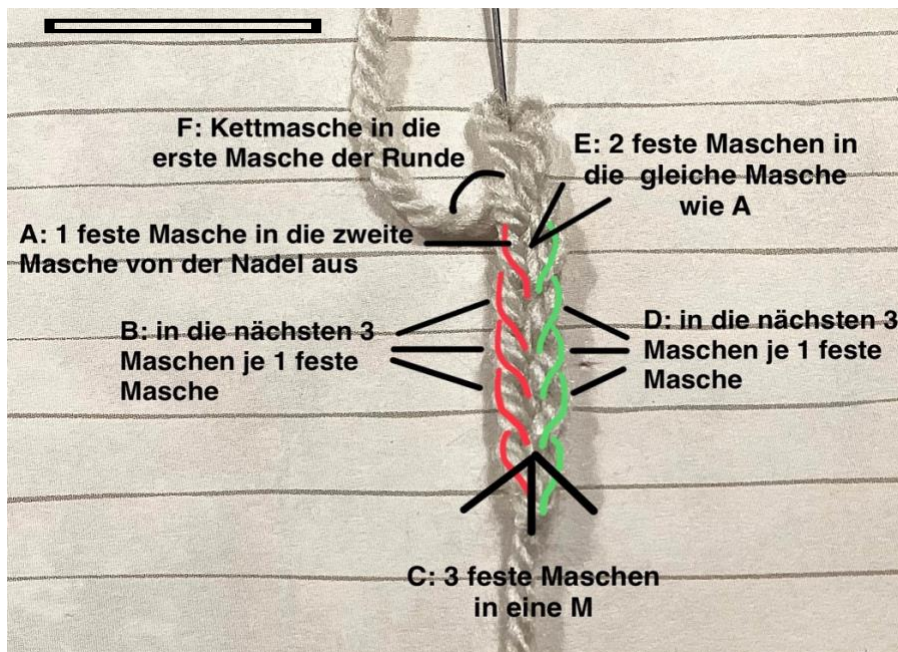 F: Kettmasche in die
erste Masche der Runde
E: 2 feste Maschen in
die gleiche Masche
wie A
A: 1 feste Masche in die zweite
Masche von der Nadel aus
B: in die nächsten 3
Maschen je 1 feste
Masche
D: in die nächsten 3
Maschen je 1 feste
Masche
C: 3 feste Maschen
in eine M